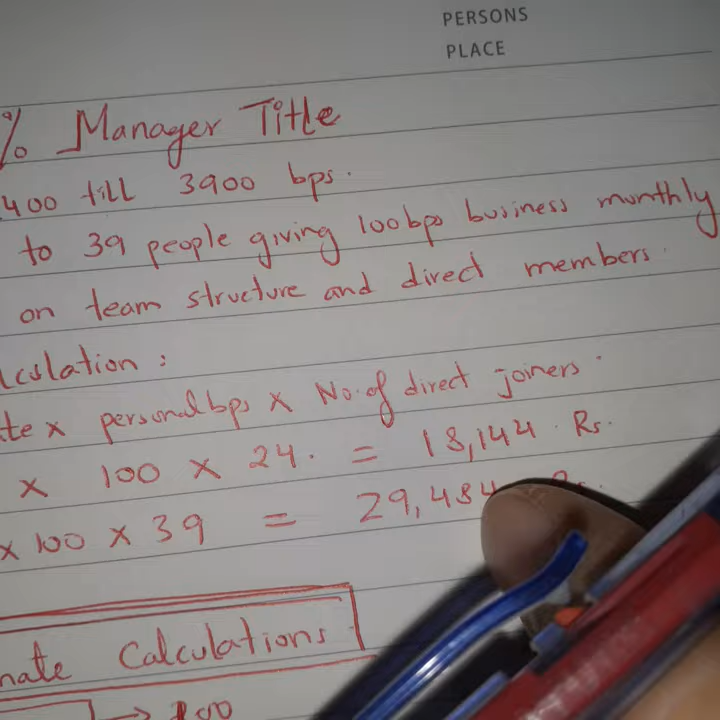 PERSONS
PLACE
% Manager Title
400 till 3900 bps.
to 39 people giving 100bps business monthly
on team structure and direct members.
lculation :
te x personal bps x No. of direct joiners.
x 100 x 24. = 18,144. Rs.
x 100 x 39 = 29,484
nate Calculations
→ 100